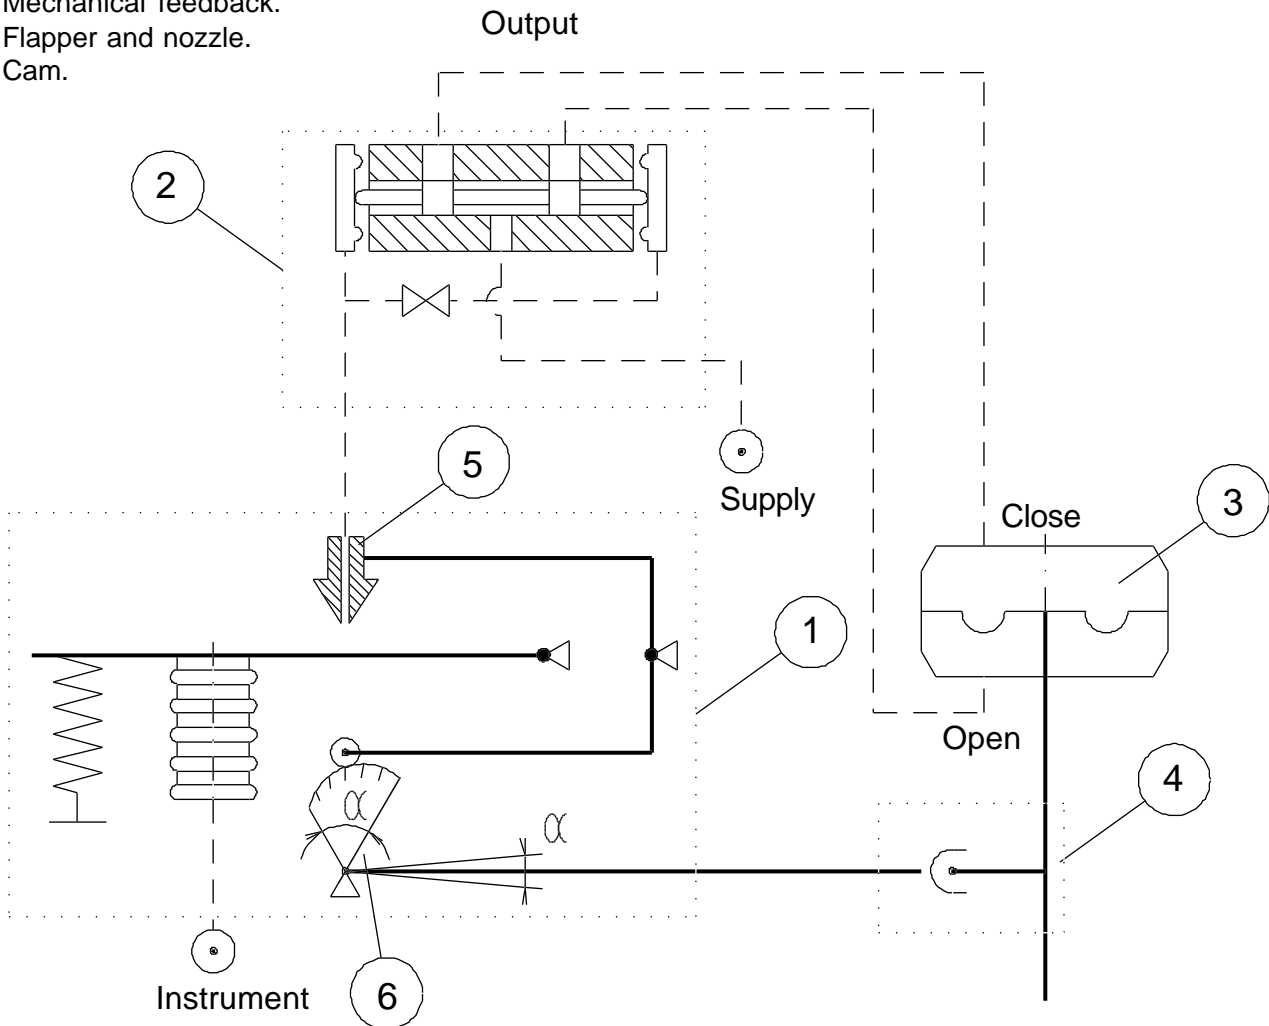 Mechanical feedback.
Flapper and nozzle.
Cam.
Output
2
5
Supply
Close
3
1
Open
4
α
α
Instrument
6